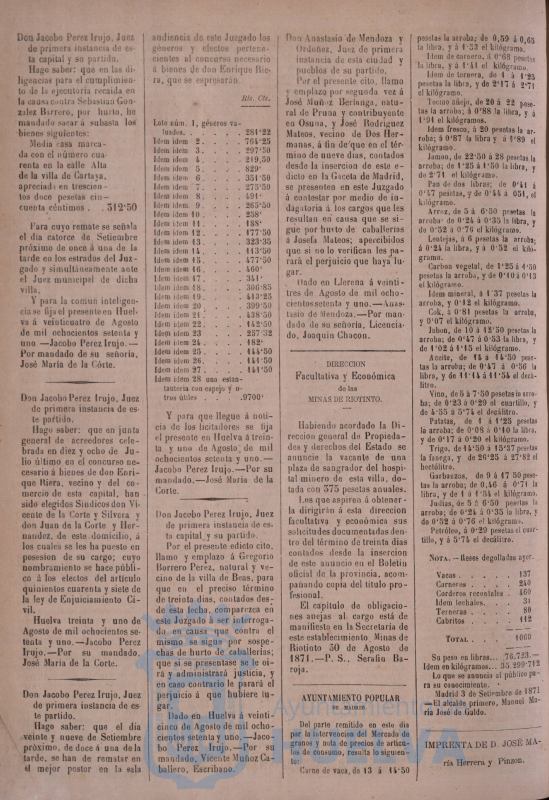 Don Jacobo Perez Irujo, Juez
de primera instancia de es
ta capital y su partido.
Hago saber: que en las di-
ligencias para el cumplimien-
to de la ejecutoria recaida en
la causa contra Sebastian Gon-
zalez Borrero, por hurto, he
mandado sacar á subasta los
bienes siguientes:
Media casa mar-
cada con el número cua-
renta en la calle Alta
de la villa de Cartaya,
apreciada en trescien-
tos doce pesetas cin-
cuenta céntimos . 312'50
Para cuyo remate se señala
el dia catorce de Setiembre
próximo de once á una de la
tarde en los estrados del Juz-
gado y simultáneamente ante
el Juez municipal de dicha
villa.
Y para la comun inteligen-
cia se fija el presente en Huel-
va á veinticuatro de Agosto
de mil ochocientos setenta y
uno —Jacobo Perez Irujo.—
Por mandado de su señoria,
José Maria de la Córte.
Don Jacobo Perez Irujo, Juez
de primera instancia de es-
te partido.
Hago saber: que en junta
general de acreedores cele-
brada en diez y ocho de Ju-
lio último en el concurso ne-
cesario á bienes de don Enri-
que Riera, vecino y del co-
mercio de esta capital, han
sido elegidos Síndicos don Vi-
cente de la Corte y Silvera y
don Juan de la Corte y Her-
nandez, de este domicilio, á
los cuales se les ha puesto en
posesion de su cargo; cuyo
nombramiento se hace públi-
co á los efectos del artículo
quinientos cuarenta y siete de
la ley de Enjuiciamiento Ci-
vil.
Huelva treinta y uno de
Agosto de mil ochocientos se-
tenta y uno.—Jacobo Perez
Irujo.—Por su mandado,
José Maria de la Corte.
Don Jacobo Perez Irujo, Juez
de primera instancia de es-
te partido.
Hago saber: que el dia
veinte y nueve de Setiembre
próximo, de doce á una de la
tarde, se han de rematar en
el mejor postor en la sala
audiencia de este Juzgado los
géneros y efectos pertene-
cientes al concurso necesario
á bienes de don Enrique Rie-
ra, que se espresarán.
Rls. Cts.
Lote núm. 1, géneros va-
luados. . . . . 284'22
Idem idem 2. . . . 764'25
Idem idem 3. . . . 297'50
Idem idem 4. . . . 219,50
Idem idem 5. . . . 829'
Idem idem 6. . . . 351'50
Idem idem 7. . . . 275'50
Idem idem 8. . . . 491'
Idem idem 9. . . . 265'50
Idem idem 10. . . . 258'
Idem idem 11. . . . 188'
Idem idem 12. . . . 177'50
Idem idem 13. . . . 323'35
Idem idem 14. . . . 113'50
Idem idem 15. . . . 477'50
Idem idem 16. . . . 460'
Idem idem 17. . . . 341'
Idem idem 18. . . . 306'85
Idem idem 19. . . . 413'25
Idem idem 20. . . . 399'50
Idem idem 21. . . . 438'50
Idem idem 22. . . . 142'50
Idem idem 23. . . . 257'32
Idem idem 24. . . . 182'
Idem idem 25. . . . 144'50
Idem idem 26. . . . 144'50
Idem idem 27. . . . 144'50
Idem idem 28 una estan-
tacteria con espejo y o-
tros útiles . . . .9700'
Y para que llegue á noti-
cia de los licitadores se fija
el presente en Huelva á trein-
ta y uno de Agosto, de mil
ochocientos setenta y uno.—
Jacobo Perez Irujo.—Por su
mandado.—José Maria de la
Corte.
Don Jacobo Perez Irujo, Juez
de primera instancia de es-
ta capital y su partido.
Por el presente edicto cito,
llamo y emplazo á Gregorio
Borrero Perez, natural y ve-
cino de la villa de Beas, para
que en el preciso término
de treinta dias, contados des-
de esta fecha, comparezca en
este Juzgado á ser interroga-
do en causa que contra el
mismo se sigue por sospe-
chas de hurto de caballerias;
que si se presentase se le oi-
rá y administrará justicia, y
en caso contrario le parará el
perjuicio á que hubiere lu-
gar.
Dado en Huelva á veinti-
cinco de Agosto de mil ocho-
cientos setenta y uno.—Jaco-
bo Perez Irujo.—Por su
mandado, Vicente Muñoz Ca-
ballero, Escribano.
Don Anastasio de Mendoza y
Ordoñez, Juez de primera
instancia de esta ciudad y
pueblos de su partido.
Por el presente cito, llamo
y emplazo por segunda vez á
José Muñoz Berlanga, natu-
ral de Pruna y contribuyente
en Osuna, y José Rodriguez
Mateos, vecino de Dos Her-
manas, á fin de que en el tér-
mino de nueve dias, contados
desde la insercion de este e-
dicto en la Gaceta de Madrid,
se presenten en este Juzgado
á contestar por medio de in-
dagatoria á los cargos que les
resultan en causa que se si-
gue por hurto de caballerías
á Josefa Mateos; apercibidos
que si no lo verifican les pa-
rará el perjuicio que haya lu-
gar.
Dado en Llerena á veinti-
tres de Agosto de mil ocho-
cientos setenta y uno.—Anas-
tasio de Mendoza.—Por man-
dado de su señoría, Licencia-
do, Joaquin Chacon.
DIRECCION
Facultativa y Económica
de las
MINAS DE RIOTINTO.
Habiendo acordado la Di-
reccion general de Propieda-
des y derechos del Estado se
anuncie la vacante de una
plaza de sangrador del hospi-
tal minero de esta villa, do-
tada con 575 pesetas anuales.
Los que aspiren á obtener-
la dirigirán á esta direccion
facultativa y económica sus
solicitudes documentadas den-
tro del término de treinta dias
contados desde la insercion
de este anuncio en el Boletin
oficial de la provincia, acom-
pañando copia del titulo pro-
fesional.
El capítulo de obligacio-
nes anejas al cargo está de
manifiesto en la Secretaria de
este establecimiento. Minas de
Riotinto 30 de Agosto de
1871.—P. S., Serafin Ba-
roja.
AYUNTAMIENTO POPULAR
DE MADRID.
Del parte remitido en este dia
por la intervencion del Mercado de
granos y nota de precios de articu-
los de consumo, resulta lo siguien-
to:
Carne de vaca, de 13 á 14'50
pesetas la arroba; de 0,59 á 0,65
la libra, y á 1'53 el kilógramo.
Idem de carnero, á 0'68 pesetas
la libra, y á 1'41 el kilógramo.
Idem de ternera, de 1 á 1'25
pesetas la libra, y de 2'17 á 2'71
el kilógramo.
Tocino añejo, de 20 á 22 pese-
tas la arroba; á 0'88 la libra, y á
1'91 el kilógramos.
Idem fresco, á 20 pesetas la ar-
roba; á 0'87 la libra, y á 1'89 el
kilógramo.
Jamon, de 22'50 á 28 pesetas la
arroba; de 1'25 á 1'50 la libra, y
de 2'71 el kilógramo.
Pan de dos libras; de 0'41 á
0'47 pesetas, y de 0'44 á 051, el
kilógramo.
Arroz, de 5 á 6'50 pesetas la
arroba de 0'24 á 0'35 la libra, y
de 0'52 á 0'76 el kilógramo.
Lentejas, á 6 pesetas la arroba;
á 0'24 la libra, y á 0'52 el kiló-
gramo.
Carbon vegetal, de 1'25 á 4'50
pesetas la arroba, y de 0'10 á 0'13
el kilógramo.
Idem mineral, á 1'37 pesetas la
arroba, y 0'12 el kilógramo.
Cok, á 0'81 pesetas la arroba,
y 0'07 el kilógramo.
Jabon, de 10 á 12'50 pesetas la
arroba; de 0'47 á 0'53 la libra, y
de 1'02 á 1'15 el kilógramo.
Aceite, de 14 á 14'50 pese-
tas la arroba; de 0'47 á 0'56 la
libra, y de 11'14 á 11'54 el decá-
litro.
Vino, de 5 á 7'50 pesetas la arro-
ba; de 0'23 á 0'29 el cuartillo, y
de 4'55 á 5'74 el decálitro.
Patatas, de 1 á 1'25 pesetas
la arroba; de 0'08 á 0'10 la libra,
y de 0'17 á 0'20 el kilógramo.
Trigo, de 14'50 á 15'37 pesetas
la fanega, y de 26'25 á 27'82 el
hectólitro.
Garbanzos, de 9 á 17 50 pese-
tas la arroba; de 0,46 á 0'71 la
libra, y de 1 á 1'54 el kilógramo.
Judías, de 5 á 6'50 pesetas la
arroba; de 0'24 á 0'35 la libra, y
de 0'52 á 0'76 el kilógramo.
Petróleo, á 0'29 pesetas el cuar-
tillo, y á 5'74 el decálitro.
NOTA.—Reses degolladas ayer.
Vacas . . . . . 137
Carneros . . . . 240
Corderos recentales . 460
Idem lechales. . . . 31
Terneras . . . . 80
Cabritos . . . . 112
TOTAL . . . . 1060
Su peso en libras... 76.723.—
Idem en kilógramos... 35'299'712
Lo que se anuncia al público pa-
ra su conocimiento.
Madrid 3 de Setiembre de 1871
—El alcalde primero, Manuel Ma-
ría José de Galdo.
IMPRENTA DE D. JOSÉ MA-
ría Herrera y Pinzon.
Ayuntamiento
HUELVA